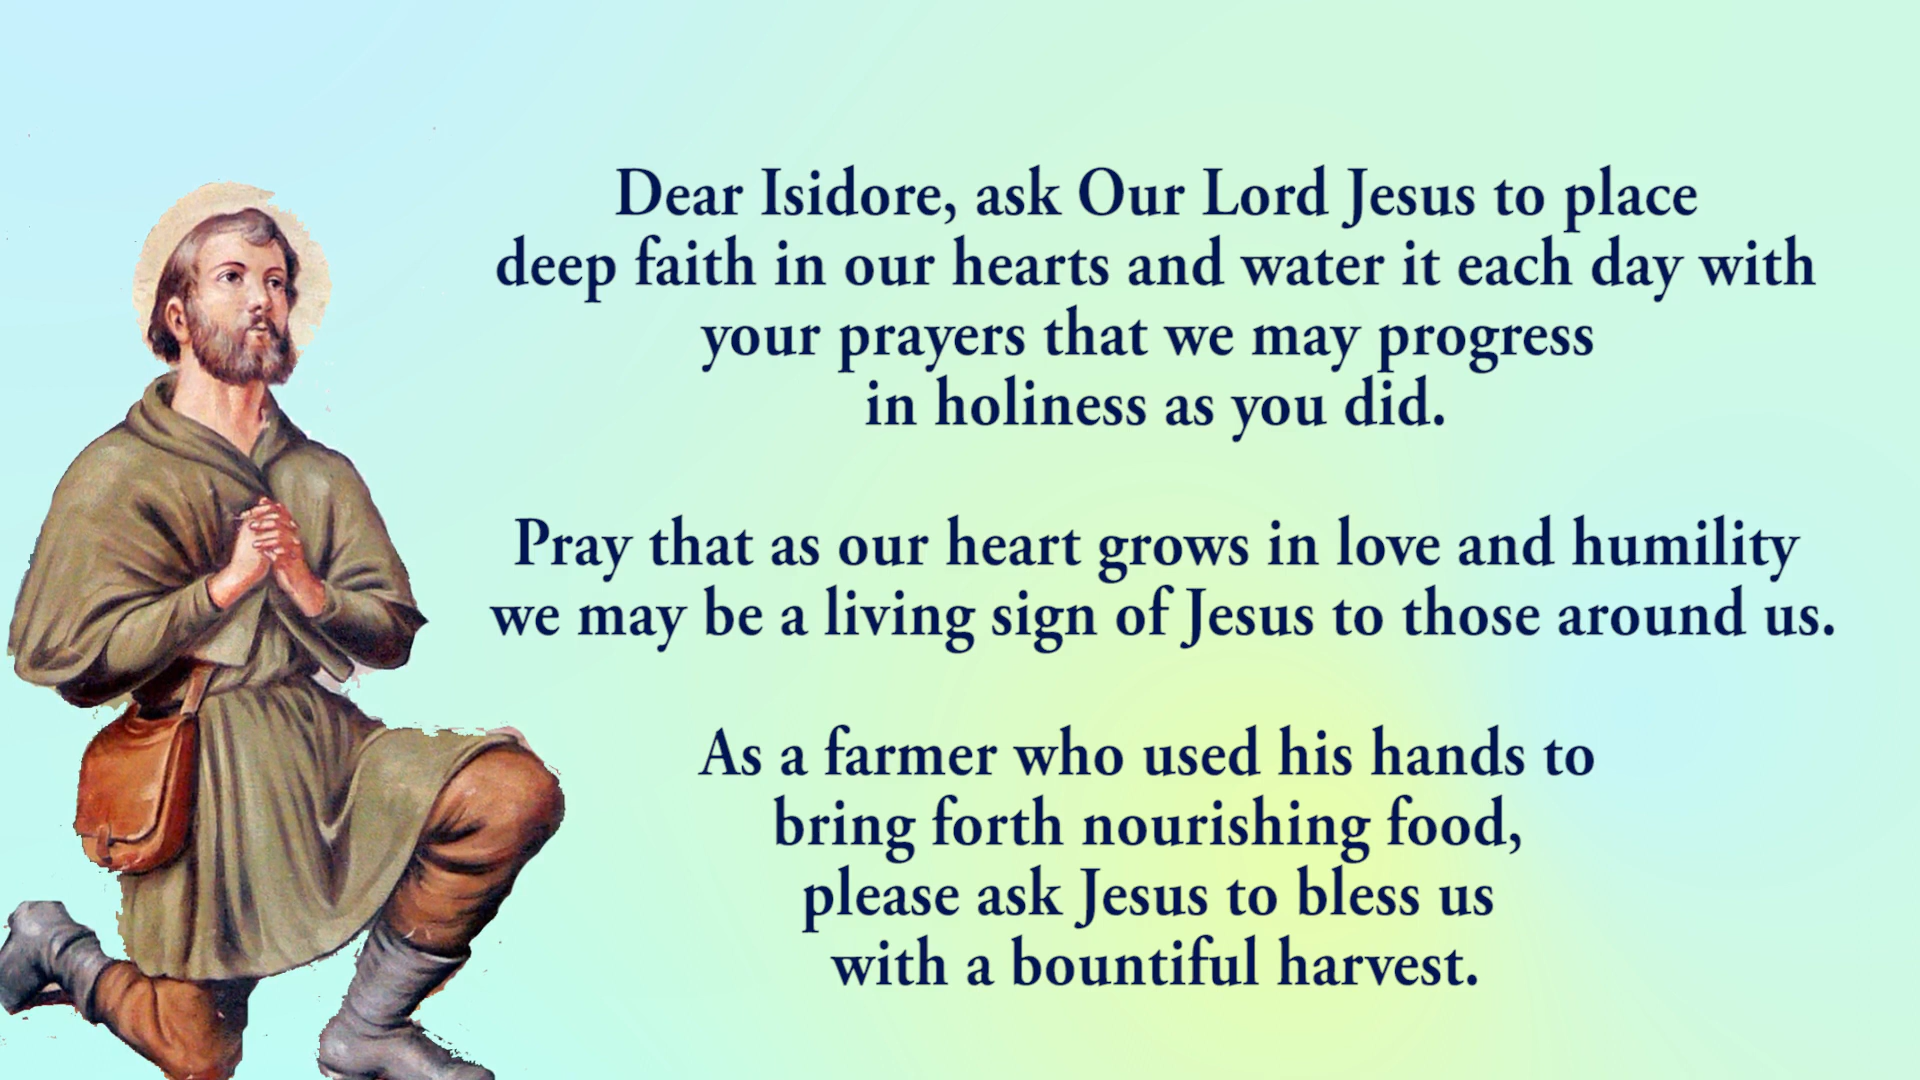 Dear Isidore, ask Our Lord Jesus to place
deep faith in our hearts and water it each day with
your prayers that we may progress
in holiness as you did.
Pray that as our heart grows in love and humility
we may be a living sign of Jesus to those around us.
As a farmer who used his hands to
bring forth nourishing food,
please ask Jesus to bless us
with a bountiful harvest.